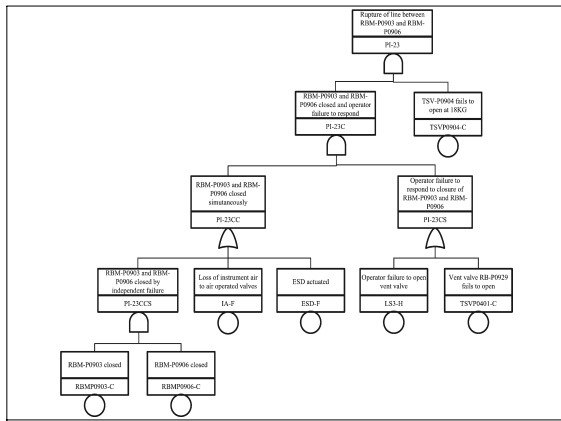 Rupture of line between
RBM-P0903 and RBM-
P0906
PI-23
RBM-P0903 and RBM-
P0906 closed and operator
failure to respond
PI-23C
TSV-P0904 fails to
open at 18KG
TSVP0904-C
RBM-P0903 and RBM-
P0906 closed
simutancously
PI-23CC
Operator failure to
respond to closure of
RBM-P0903 and RBM-
P0906
PI-23CS
RBM-P0903 and RBM-
P0906 closed by
independent failure
PI-23CCS
Loss of instrument air
to air operated valves
IA-F
ESD actuated
ESD-F
Operator failure to open
vent valve
LS3-H
Vent valve RB-P0929
fails to open
TSVP0401-C
RBM-P0903 closed
RBMP0903-C
RBM-P0906 closed
RBMP0906-C